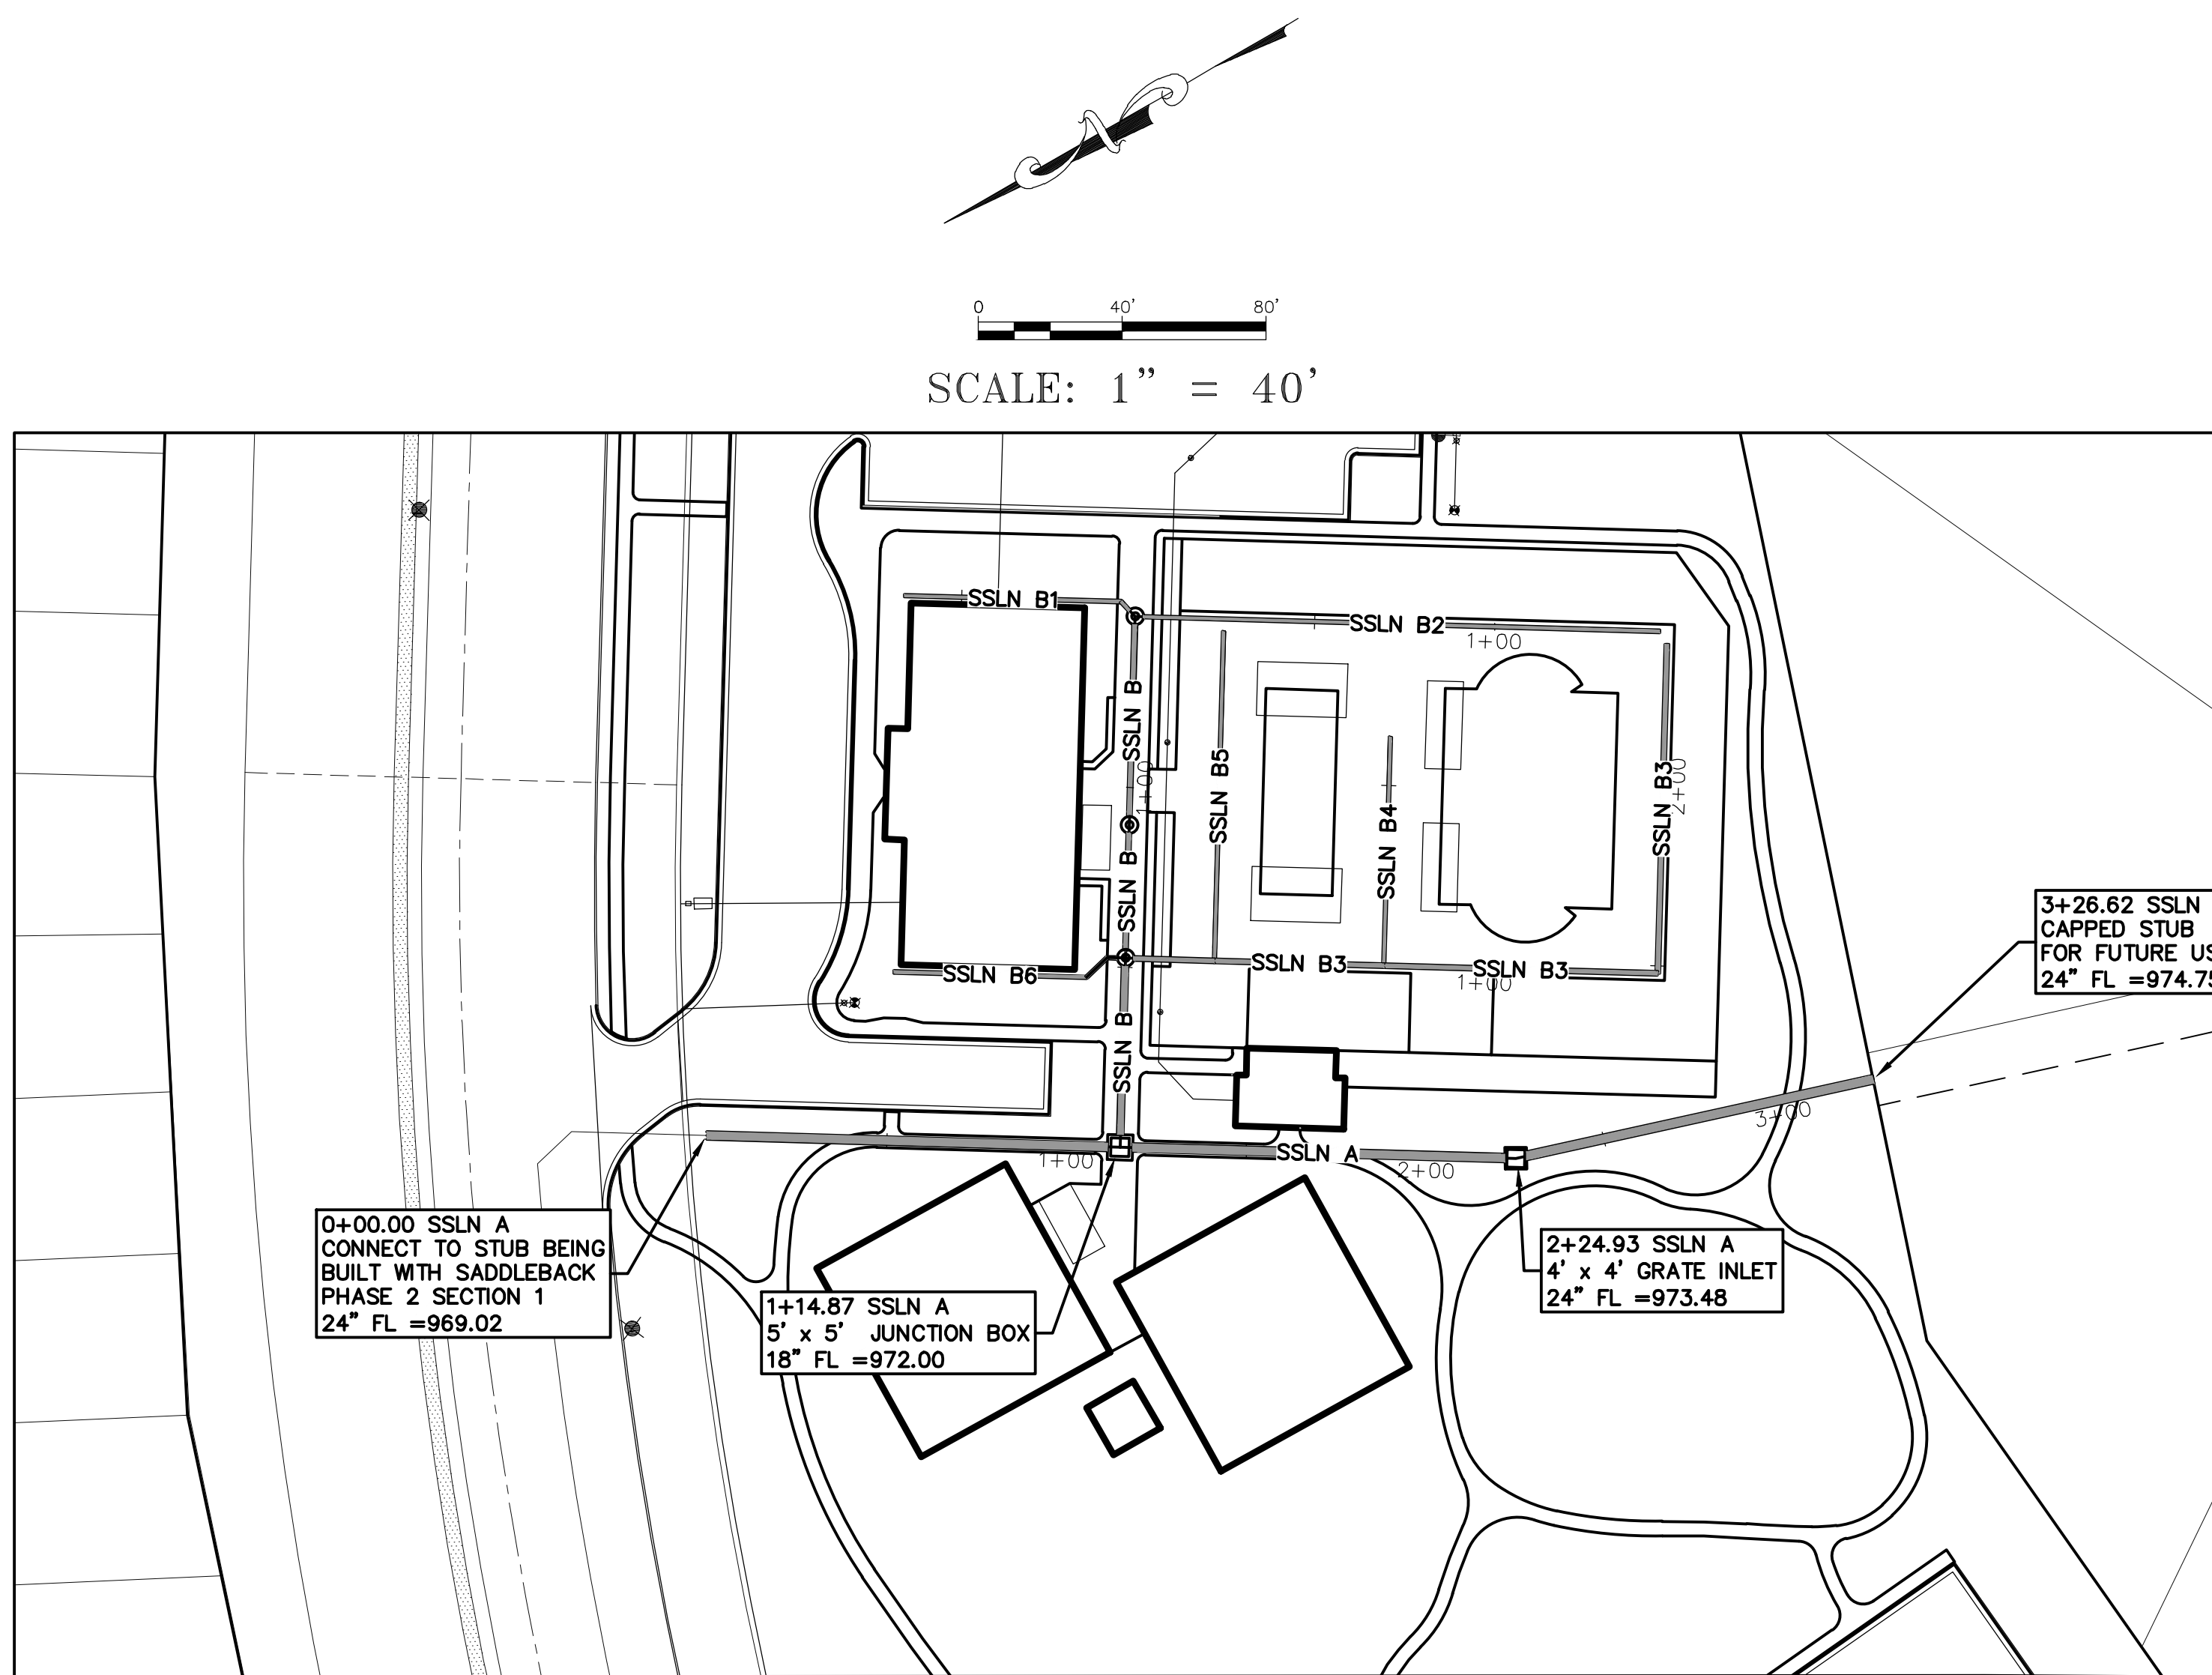 N
0 40' 80'
SCALE: 1" = 40'
SSLN B1
SSLN B2
1+00
SSLN B
1+00
SSLN B5
SSLN B4
SSLN B3
2+00
SSLN B
SSLN B6
SSLN B3
SSLN B3
1+00
SSLN B
3+26.62 SSLN
CAPPED STUB
FOR FUTURE
24" FL =974.75
3+00
1+00
SSLN A
2+00
0+00.00 SSLN A
CONNECT TO STUB BEING
BUILT WITH SADDLEBACK
PHASE 2 SECTION 1
24" FL =969.02
1+14.87 SSLN A
5' x 5' JUNCTION BOX
18" FL =972.00
2+24.93 SSLN A
4' x 4' GRATE INLET
24" FL =973.48